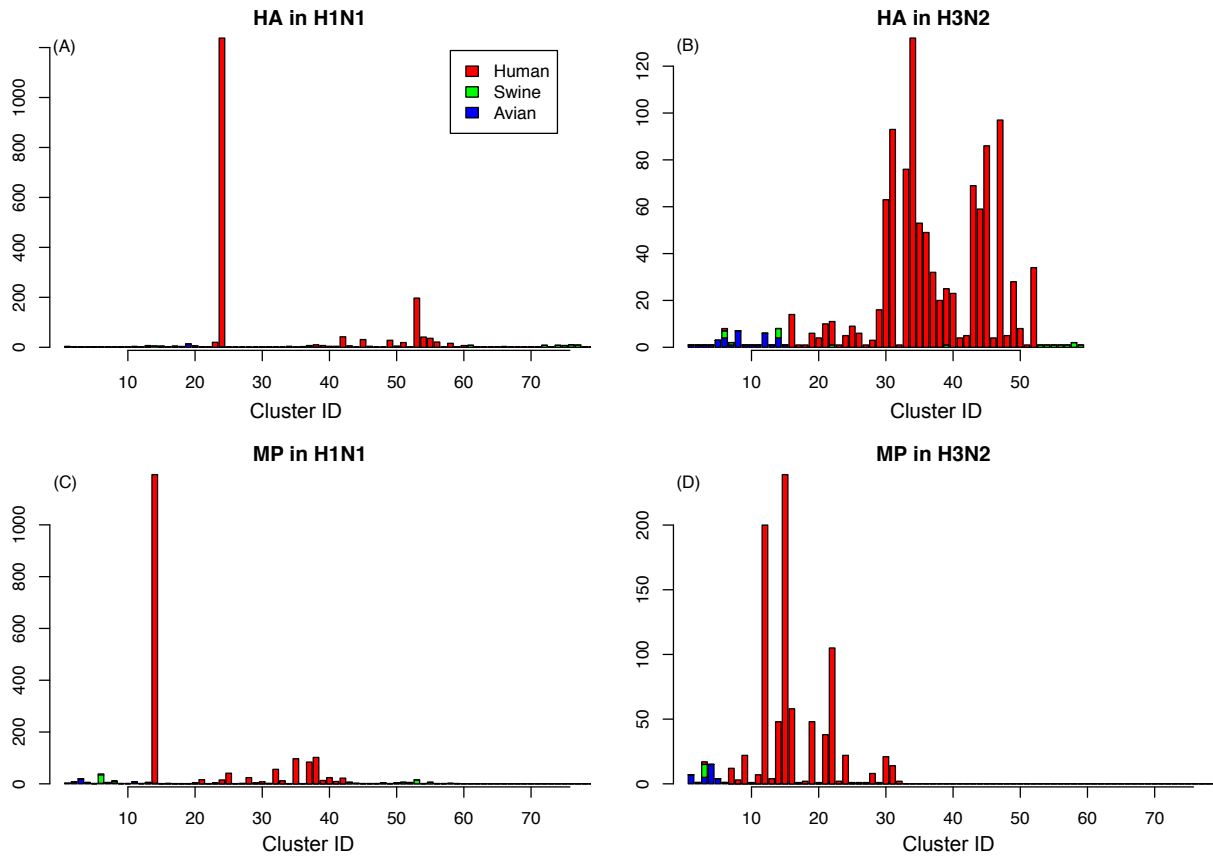 HA in H1N1
(A)
Human
Swine
Avian
0 200 400 600 800 1000
10 20 30 40 50 60 70
Cluster ID
HA in H3N2
(B)
0 20 40 60 80 100 120
10 20 30 40 50
Cluster ID
MP in H1N1
(C)
0 200 400 600 800 1000
10 20 30 40 50 60 70
Cluster ID
MP in H3N2
(D)
0 50 100 150 200
10 20 30 40 50 60 70
Cluster ID